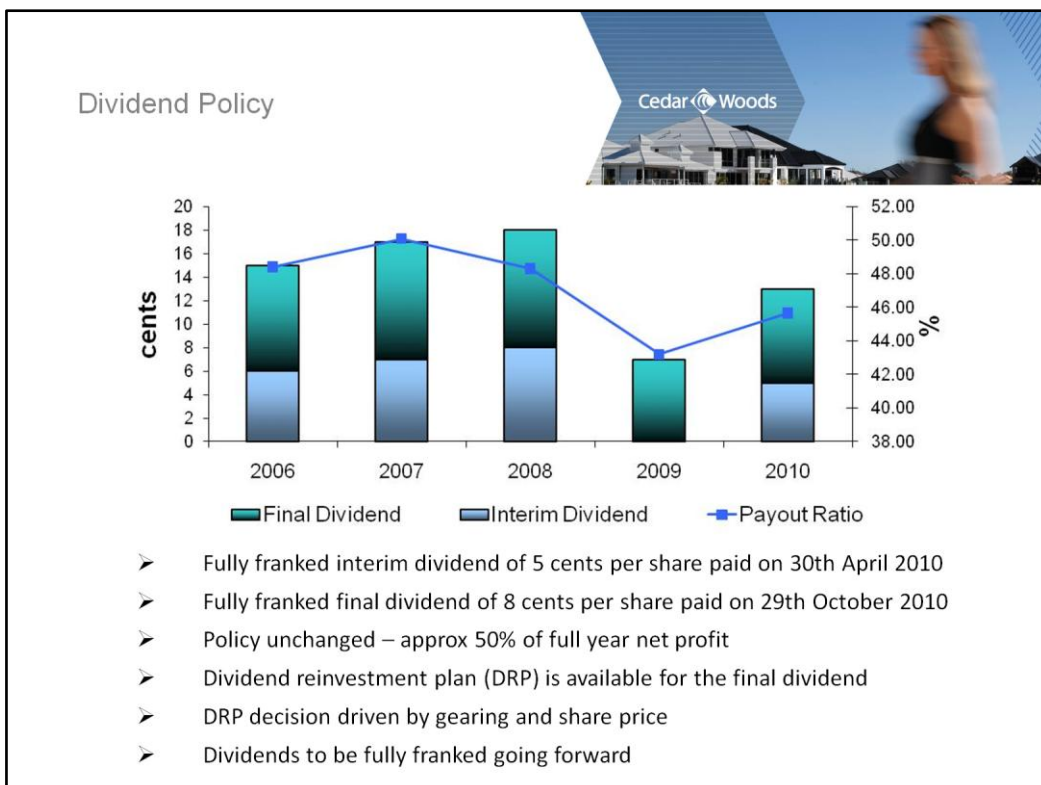 Dividend Policy
Cedar Woods
20
18
16
14
12
10
8
6
4
2
0
cents
52.00
50.00
48.00
46.00
44.00
42.00
40.00
38.00
%
2006 2007 2008 2009 2010
Final Dividend Interim Dividend Payout Ratio
➢ Fully franked interim dividend of 5 cents per share paid on 30th April 2010
➢ Fully franked final dividend of 8 cents per share paid on 29th October 2010
➢ Policy unchanged – approx 50% of full year net profit
➢ Dividend reinvestment plan (DRP) is available for the final dividend
➢ DRP decision driven by gearing and share price
➢ Dividends to be fully franked going forward